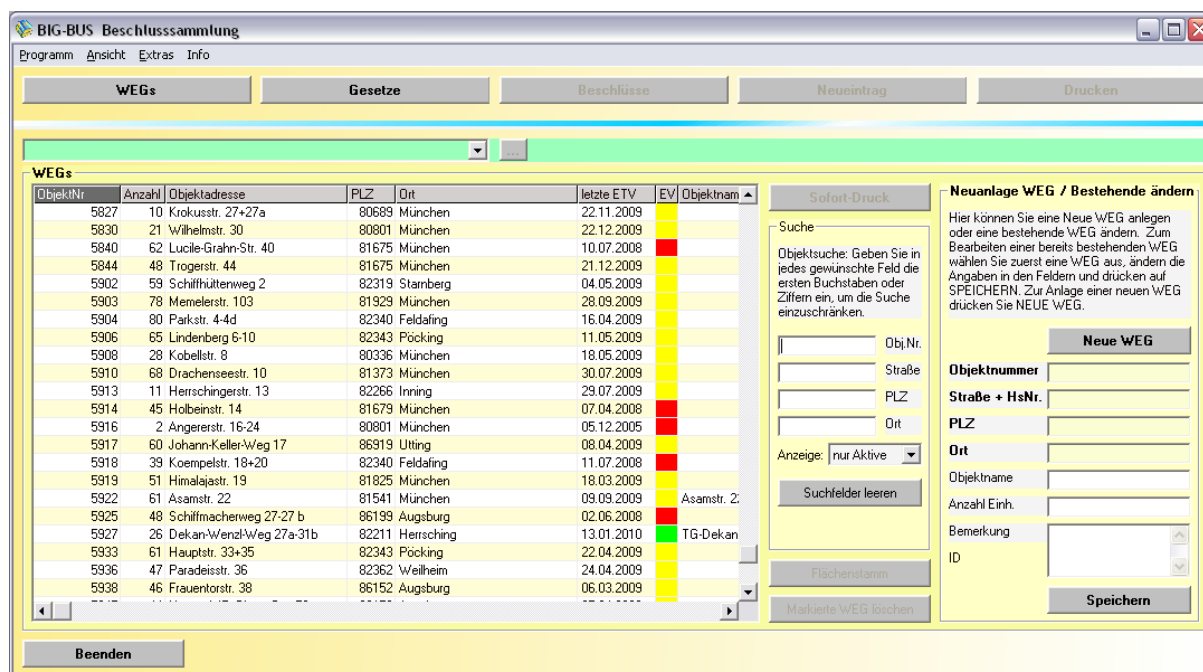 BIG-BUS Beschlusssammlung
Programm Ansicht Extras Info
WEGs Gesetze Beschlüsse Neueintrag Drucken
...
WEGs
ObjektNr Anzahl Objektadresse PLZ Ort letzte ETV EV Objektnam
5827 10 Krokusstr. 27+27a 80689 München 22.11.2009
5830 21 Wilhelmstr. 30 80801 München 22.12.2009
5840 62 Lucile-Grahn-Str. 40 81675 München 10.07.2008
5844 48 Trogerstr. 44 81675 München 21.12.2009
5902 59 Schiffhüttenweg 2 82319 Starnberg 04.05.2009
5903 78 Memelerstr. 103 81929 München 28.09.2009
5904 80 Parkstr. 4-4d 82340 Feldafing 16.04.2009
5906 65 Lindenberg 6-10 82343 Pöcking 11.05.2009
5908 28 Kobellstr. 8 80336 München 18.05.2009
5910 68 Drachenseestr. 10 81373 München 30.07.2009
5913 11 Herrschingerstr. 13 82266 Inning 29.07.2009
5914 45 Holbeinstr. 14 81679 München 07.04.2008
5916 2 Angererstr. 16-24 80801 München 05.12.2005
5917 60 Johann-Keller-Weg 17 86919 Utting 08.04.2009
5918 39 Koempelstr. 18+20 82340 Feldafing 11.07.2008
5919 51 Himalajastr. 19 81825 München 18.03.2009
5922 61 Asamstr. 22 81541 München 09.09.2009 Asamstr. 2
5925 48 Schiffmacherweg 27-27 b 86199 Augsburg 02.06.2008
5927 26 Dekan-Wenzl-Weg 27a-31b 82211 Herrsching 13.01.2010 TG-Dekan
5933 61 Hauptstr. 33+35 82343 Pöcking 22.04.2009
5936 47 Paradeisstr. 36 82362 Weilheim 24.04.2009
5938 46 Frauentorstr. 38 86152 Augsburg 06.03.2009
Sofort-Druck
Suche
Objektsuche: Geben Sie in
jedes gewünschte Feld die
ersten Buchstaben oder
Ziffern ein, um die Suche
einzuschränken.
Obj.Nr.
Straße
PLZ
Ort
Anzeige: nur Aktive
Suchfelder leeren
Flächenstamm
Markierte WEG löschen
Neuanlage WEG / Bestehende ändern
Hier können Sie eine Neue WEG anlegen
oder eine bestehende WEG ändern. Zum
Bearbeiten einer bereits bestehenden WEG
wählen Sie zuerst eine WEG aus, ändern die
Angaben in den Feldern und drücken auf
SPEICHERN. Zur Anlage einer neuen WEG
drücken Sie NEUE WEG.
Neue WEG
Objektnummer
Straße + HsNr.
PLZ
Ort
Objektname
Anzahl Einh.
Bemerkung
ID
Speichern
Beenden